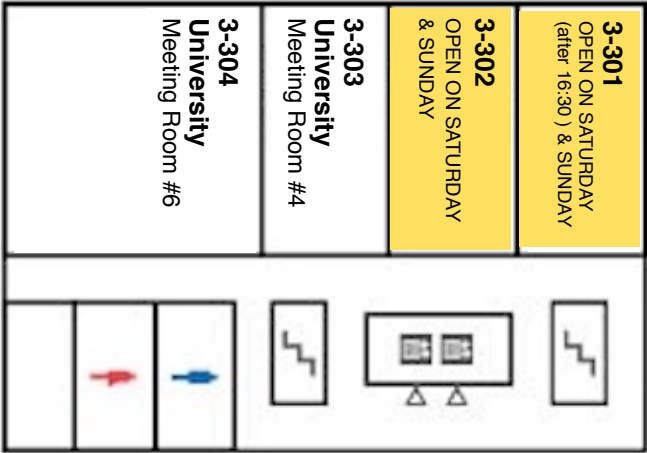 3-304
University
Meeting Room #6
3-303
University
Meeting Room #4
3-302
OPEN ON SATURDAY
& SUNDAY
3-301
OPEN ON SATURDAY
(after 16:30 ) & SUNDAY